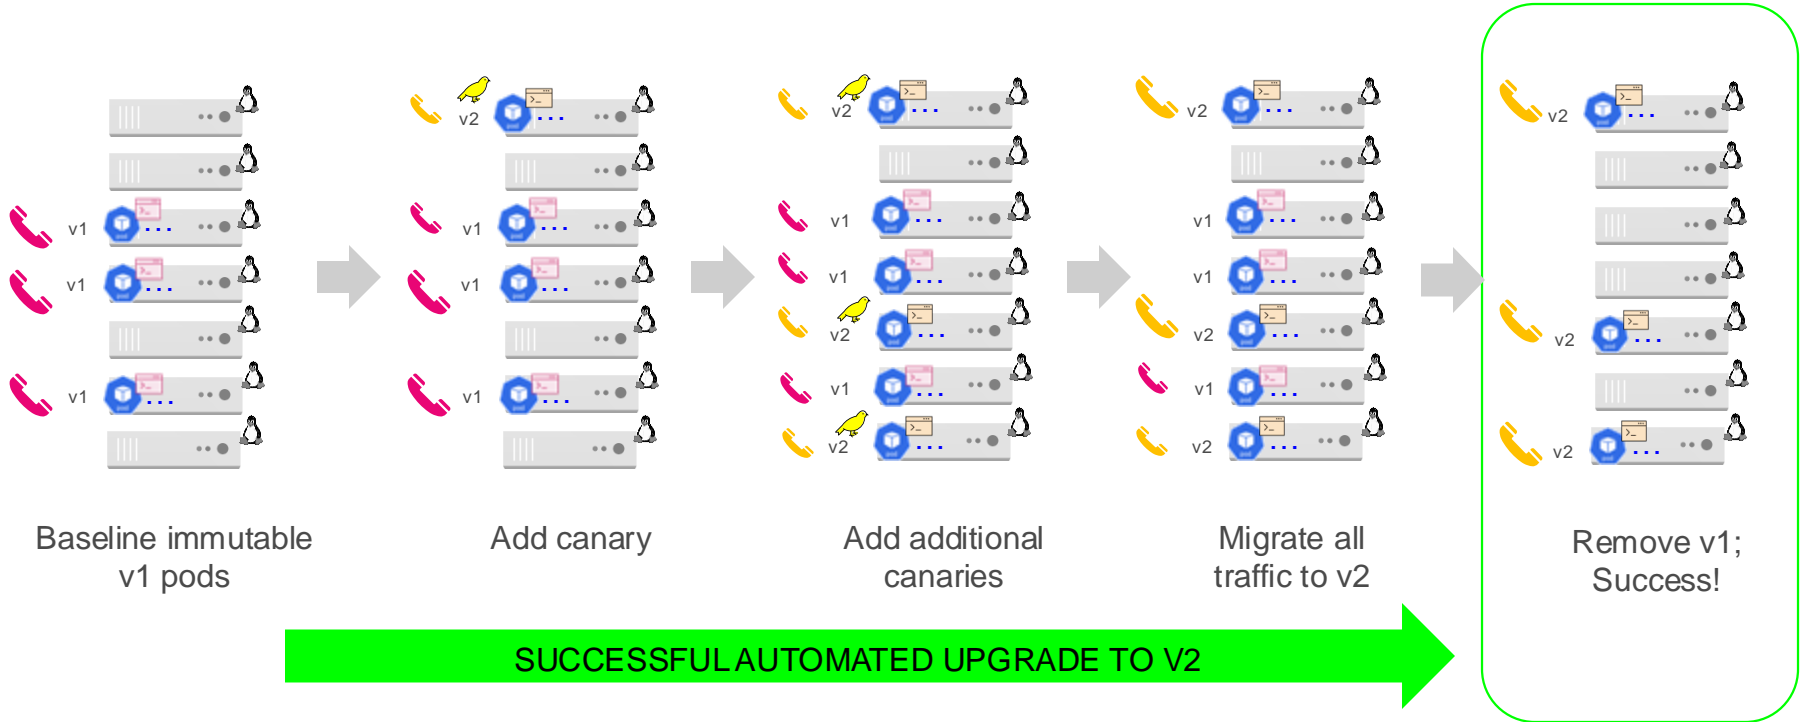 v2
v2
v2
v2
v1
v1
v1
v1
v1
v1
v1
v1
v2
v2
v2
v1
v1
v1
v1
v2
v2
v2
Baseline immutable
v1 pods
Add canary
Add additional
canaries
Migrate all
traffic to v2
Remove v1;
Success!
SUCCESSFUL AUTOMATED UPGRADE TO V2